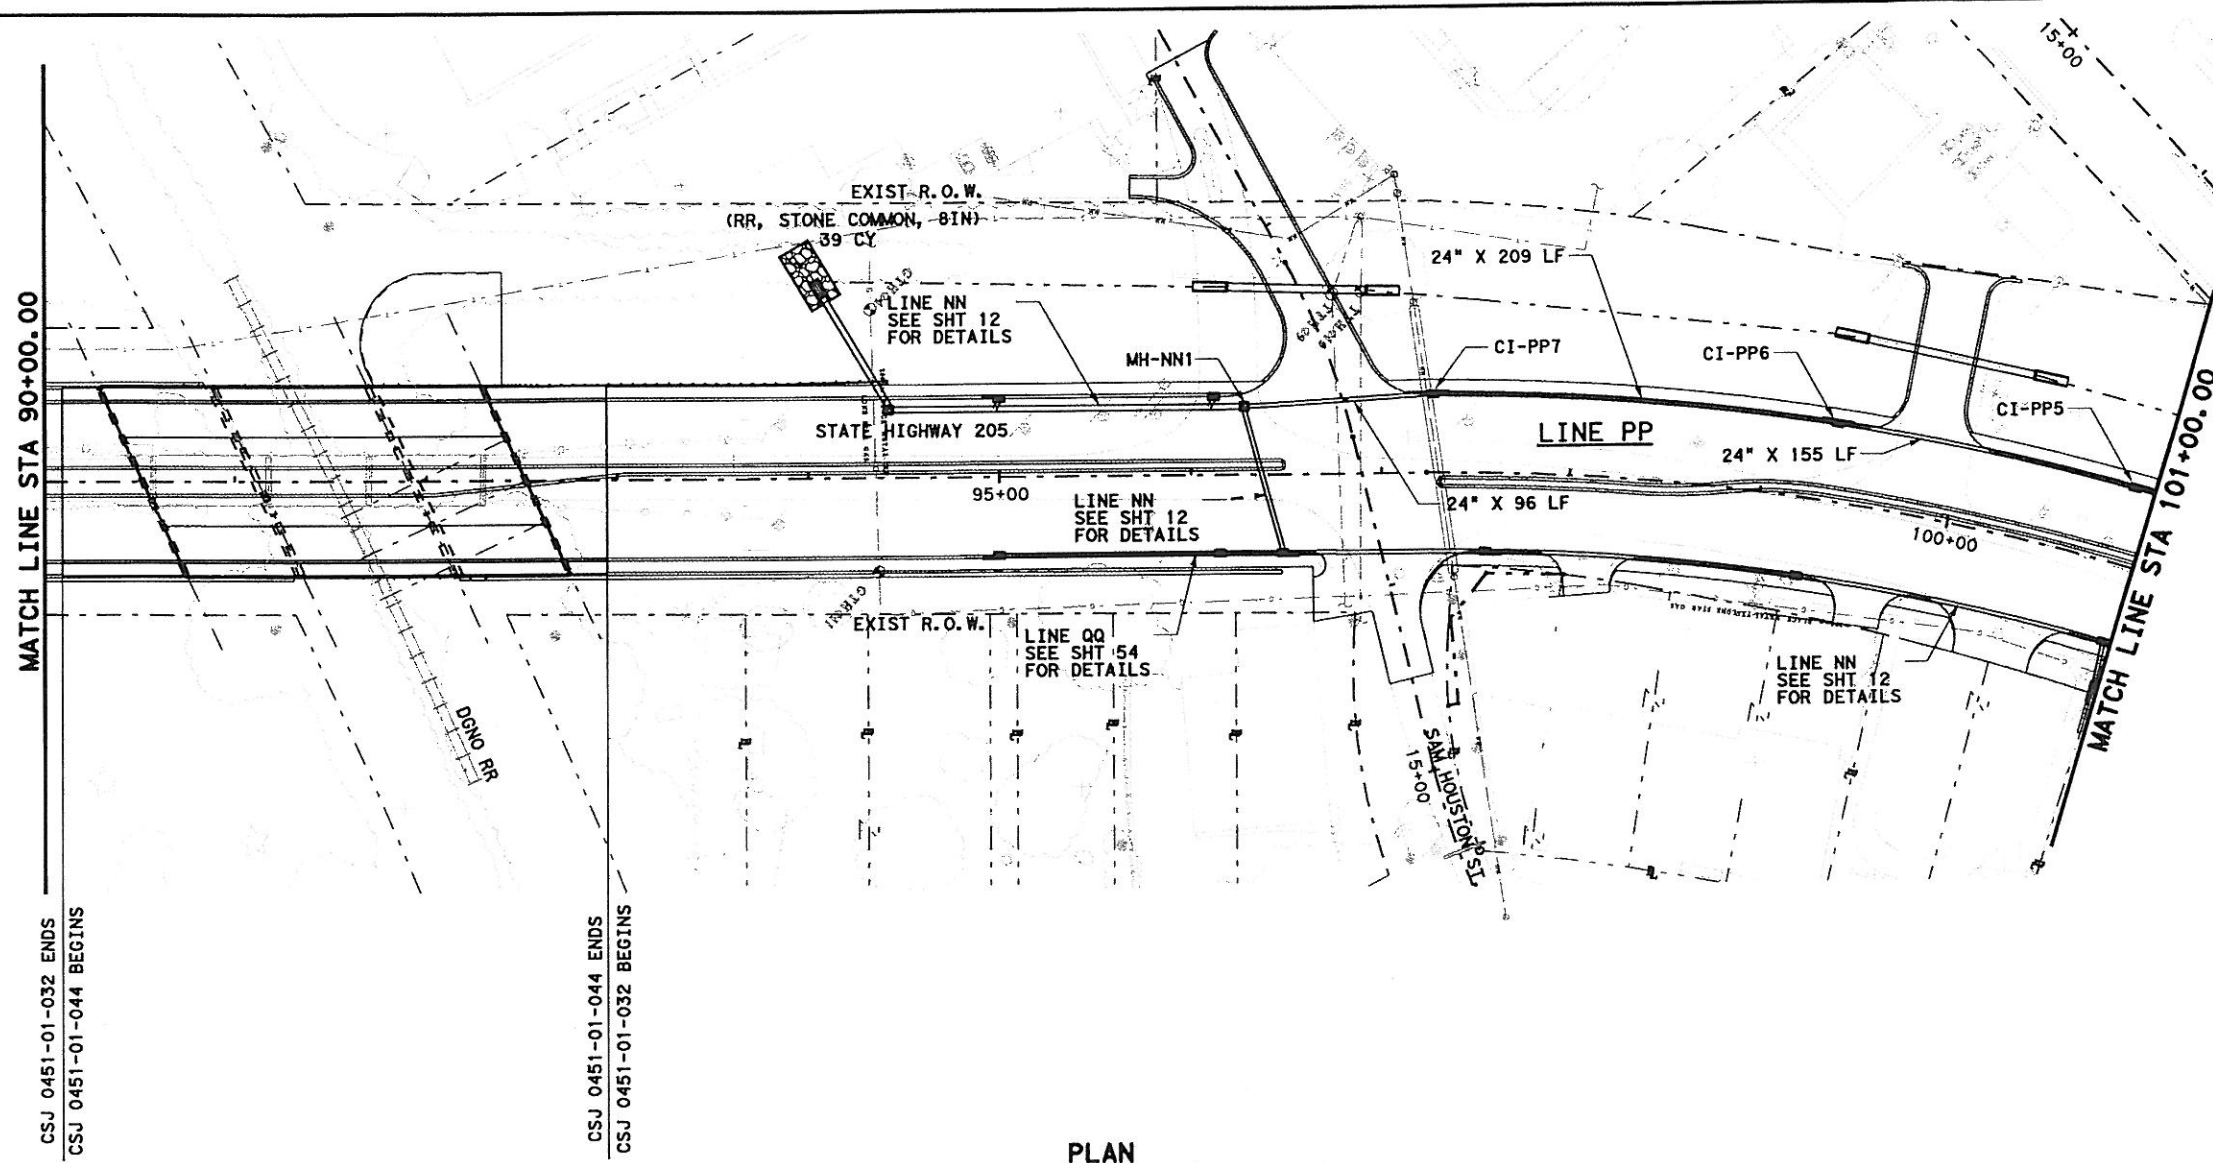 15+00
EXIST R.O.W.
(RR, STONE COMMON, 8IN)
39 CY
24" X 209 LF
LINE NN
SEE SHT 12
FOR DETAILS
MH-NN1
CI-PP7
CI-PP6
CI-PP5
STATE HIGHWAY 205
LINE PP
24" X 155 LF
95+00
LINE NN
SEE SHT 12
FOR DETAILS
24" X 96 LF
100+00
EXIST R.O.W.
LINE QQ
SEE SHT 54
FOR DETAILS
LINE NN
SEE SHT 12
FOR DETAILS
DGNO RR
SAM HOUSTON ST.
15+00
MATCH LINE STA 90+00.00
MATCH LINE STA 101+00.00
CSJ 0451-01-032 ENDS
CSJ 0451-01-044 BEGINS
CSJ 0451-01-044 ENDS
CSJ 0451-01-032 BEGINS
PLAN